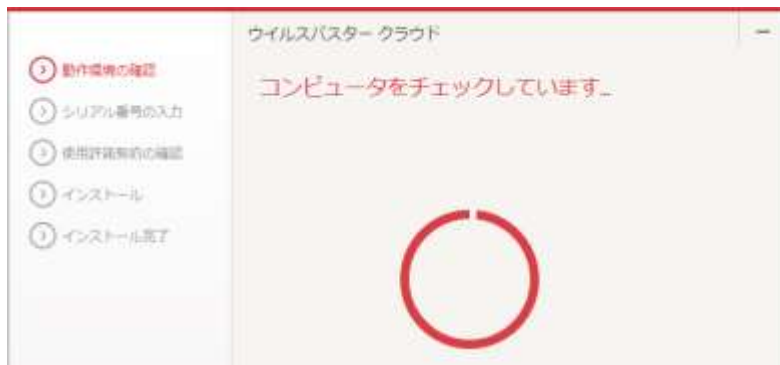 ウイルスバスター クラウド
動作環境の確認
シリアル番号の入力
使用許諾契約の確認
インストール
インストール完了
コンピュータをチェックしています...